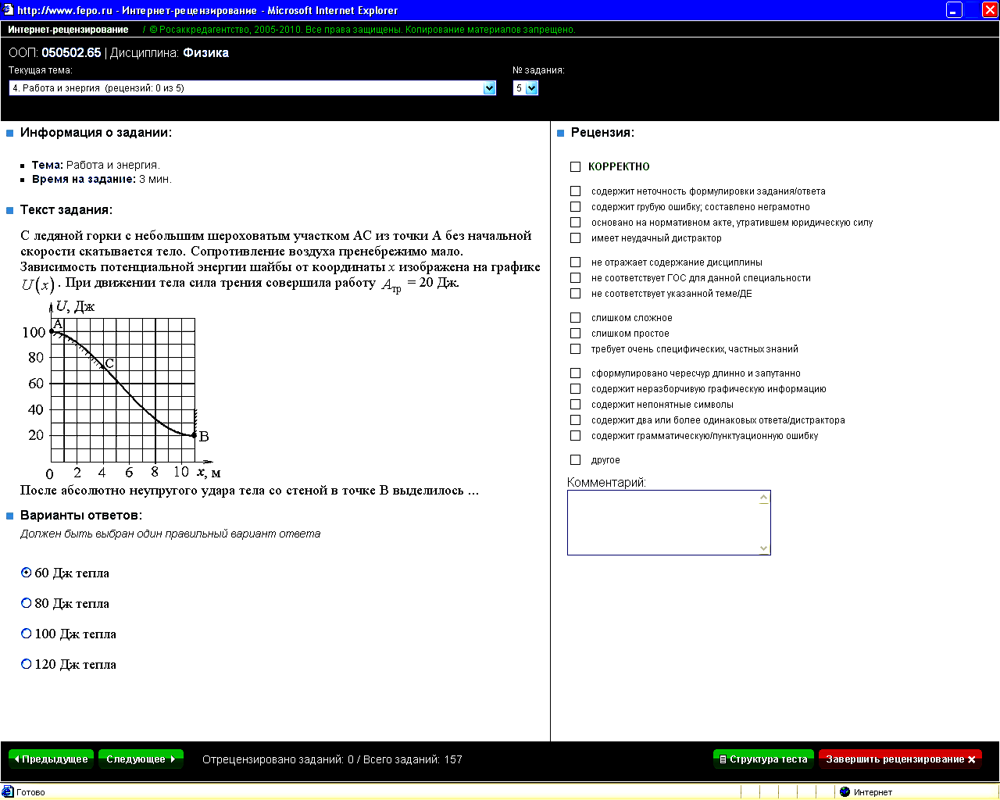 http://www.fepo.ru - Интернет-рецензирование - Microsoft Internet Explorer
Интернет-рецензирование / © Росаккредагентство, 2005-2010. Все права защищены. Копирование материалов запрещено.
ООП: 050502.65 | Дисциплина: Физика
Текущая тема: № задания:
4. Работа и энергия (рецензий: 0 из 5) 5
Информация о задании:
Тема: Работа и энергия.
Время на задание: 3 мин.
Текст задания:
С ледяной горки с небольшим шероховатым участком АС из точки А без начальной
скорости скатывается тело. Сопротивление воздуха пренебрежимо мало.
Зависимость потенциальной энергии шайбы от координаты x изображена на графике
U(x). При движении тела сила трения совершила работу Aтр = 20 Дж.
U, Дж
A
100
80
C
60
40
20
B
0 2 4 6 8 10 x, м
После абсолютно неупругого удара тела со стеной в точке В выделилось ...
Варианты ответов:
Должен быть выбран один правильный вариант ответа
60 Дж тепла
80 Дж тепла
100 Дж тепла
120 Дж тепла
Рецензия:
КОРРЕКТНО
содержит неточность формулировки задания/ответа
содержит грубую ошибку; составлено неграмотно
основано на нормативном акте, утратившем юридическую силу
имеет неудачный дистрактор
не отражает содержание дисциплины
не соответствует ГОС для данной специальности
не соответствует указанной теме/ДЕ
слишком сложное
слишком простое
требует очень специфических, частных знаний
сформулировано чересчур длинно и запутанно
содержит неразборчивую графическую информацию
содержит непонятные символы
содержит два или более одинаковых ответа/дистрактора
содержит грамматическую/пунктуационную ошибку
другое
Комментарий:
Предыдущее Следующее Отрецензировано заданий: 0 / Всего заданий: 157 Структура теста Завершить рецензирование
Готово Интернет